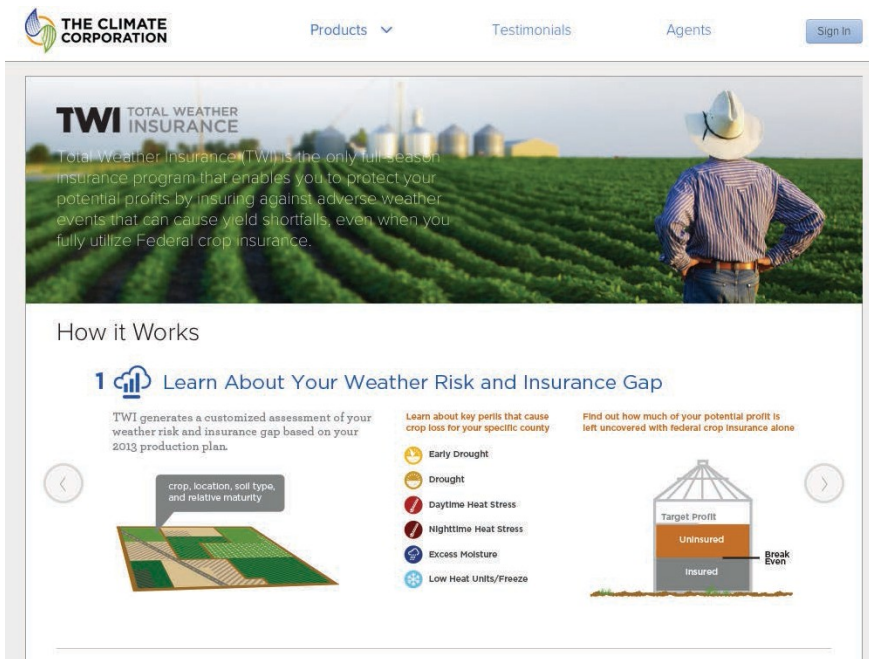 THE CLIMATE
CORPORATION
Products
Testimonials
Agents
Sign In
TWI TOTAL WEATHER
INSURANCE
Total Weather Insurance (TWI) is the only full-season
insurance program that enables you to protect your
potential profits by insuring against adverse weather
events that can cause yield shortfalls, even when you
fully utilize Federal crop insurance.
How it Works
1 Learn About Your Weather Risk and Insurance Gap
TWI generates a customized assessment of your
weather risk and insurance gap based on your
2013 production plan.
crop, location, soil type,
and relative maturity
Learn about key perils that cause
crop loss for your specific county
Early Drought
Drought
Daytime Heat Stress
Nighttime Heat Stress
Excess Moisture
Low Heat Units/Freeze
Find out how much of your potential profit is
left uncovered with federal crop insurance alone
Target Profit
Uninsured
Break
Even
Insured